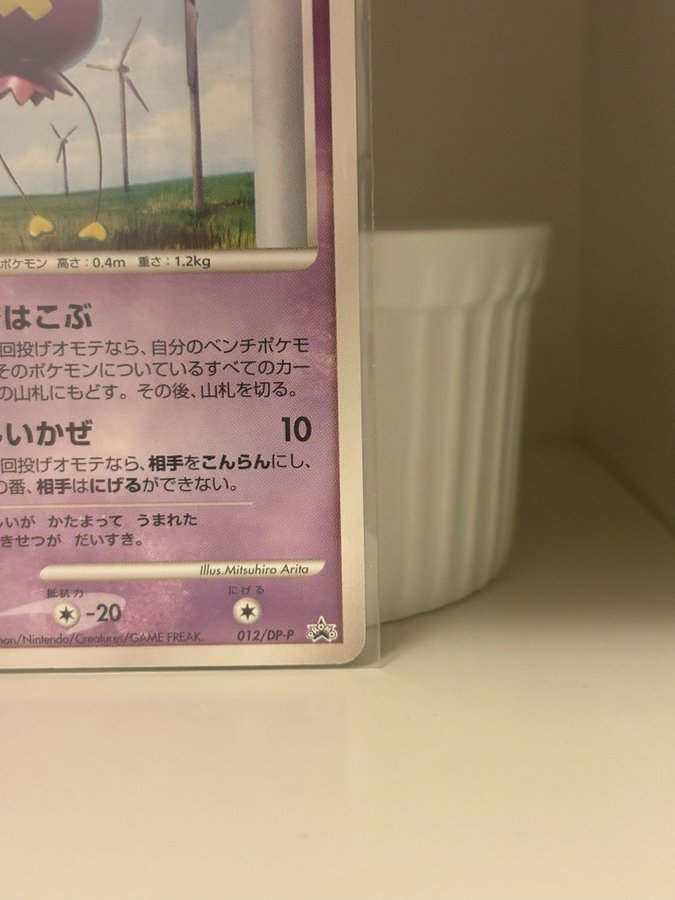 ポケモン 高さ：0.4m 重さ：1.2kg
はこぶ
回投げオモテなら、自分のベンチポケモ
そのポケモンについているすべてのカー
の山札にもどす。その後、山札を切る。
いかぜ 10
回投げオモテなら、相手をこんらんにし、
の番、相手はにげるができない。
いが かたよって うまれた
きせつが だいすき。
Illus.Mitsuhiro Arita
抵抗力 にげる
-20
mon/Nintendo/Creatures/GAME FREAK. 012/DP-P PROMO